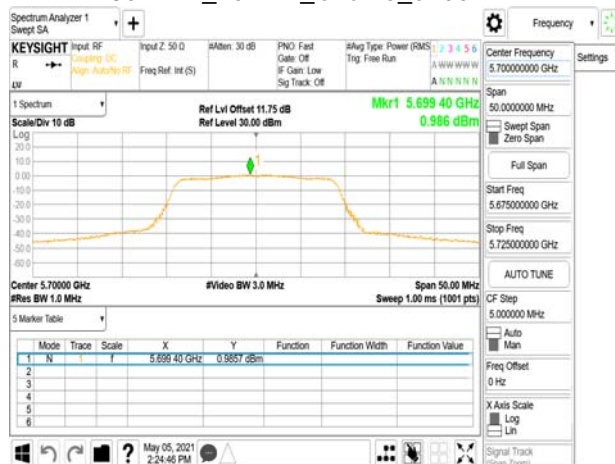 Spectrum Analyzer 1
Swept SA
+
Frequency
Settings
KEYSIGHT
R
Input: RF
Coupling: DC
Align: Auto/No RF
Input Z: 50 Ω
Freq Ref: Int (S)
#Atten: 30 dB
PNO: Fast
Gate: Off
IF Gain: Low
Sig Track: Off
#Avg Type: Power (RMS
Trig: Free Run
1 2 3 4 5 6
A W W W W W
A N N N N N
1 Spectrum
Scale/Div 10 dB
Ref Lvl Offset 11.75 dB
Ref Level 30.00 dBm
Mkr1 5.699 40 GHz
0.986 dBm
Log
20.0
10.0
0.00
-10.0
-20.0
-30.0
-40.0
-50.0
-60.0
1
Center 5.70000 GHz
#Res BW 1.0 MHz
#Video BW 3.0 MHz
Span 50.00 MHz
Sweep 1.00 ms (1001 pts)
5 Marker Table
Mode Trace Scale X Y Function Function Width Function Value
1 N 1 f 5.699 40 GHz 0.9857 dBm
2
3
4
5
6
Center Frequency
5.700000000 GHz
Span
50.0000000 MHz
Swept Span
Zero Span
Full Span
Start Freq
5.675000000 GHz
Stop Freq
5.725000000 GHz
AUTO TUNE
CF Step
5.000000 MHz
Auto
Man
Freq Offset
0 Hz
X Axis Scale
Log
Lin
Signal Track
(Span Zoom)
?
May 05, 2021
2:24:46 PM